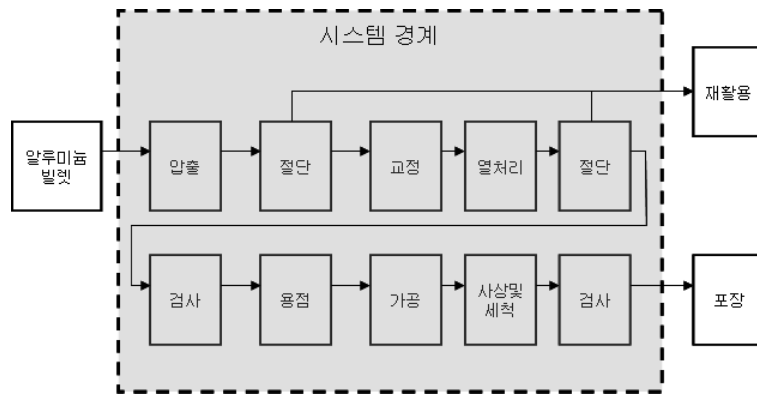 시스템 경계
재활용
알루미늄
빌렛
압출
절단
교정
열처리
절단
검사
용접
가공
사상및
세척
검사
포장